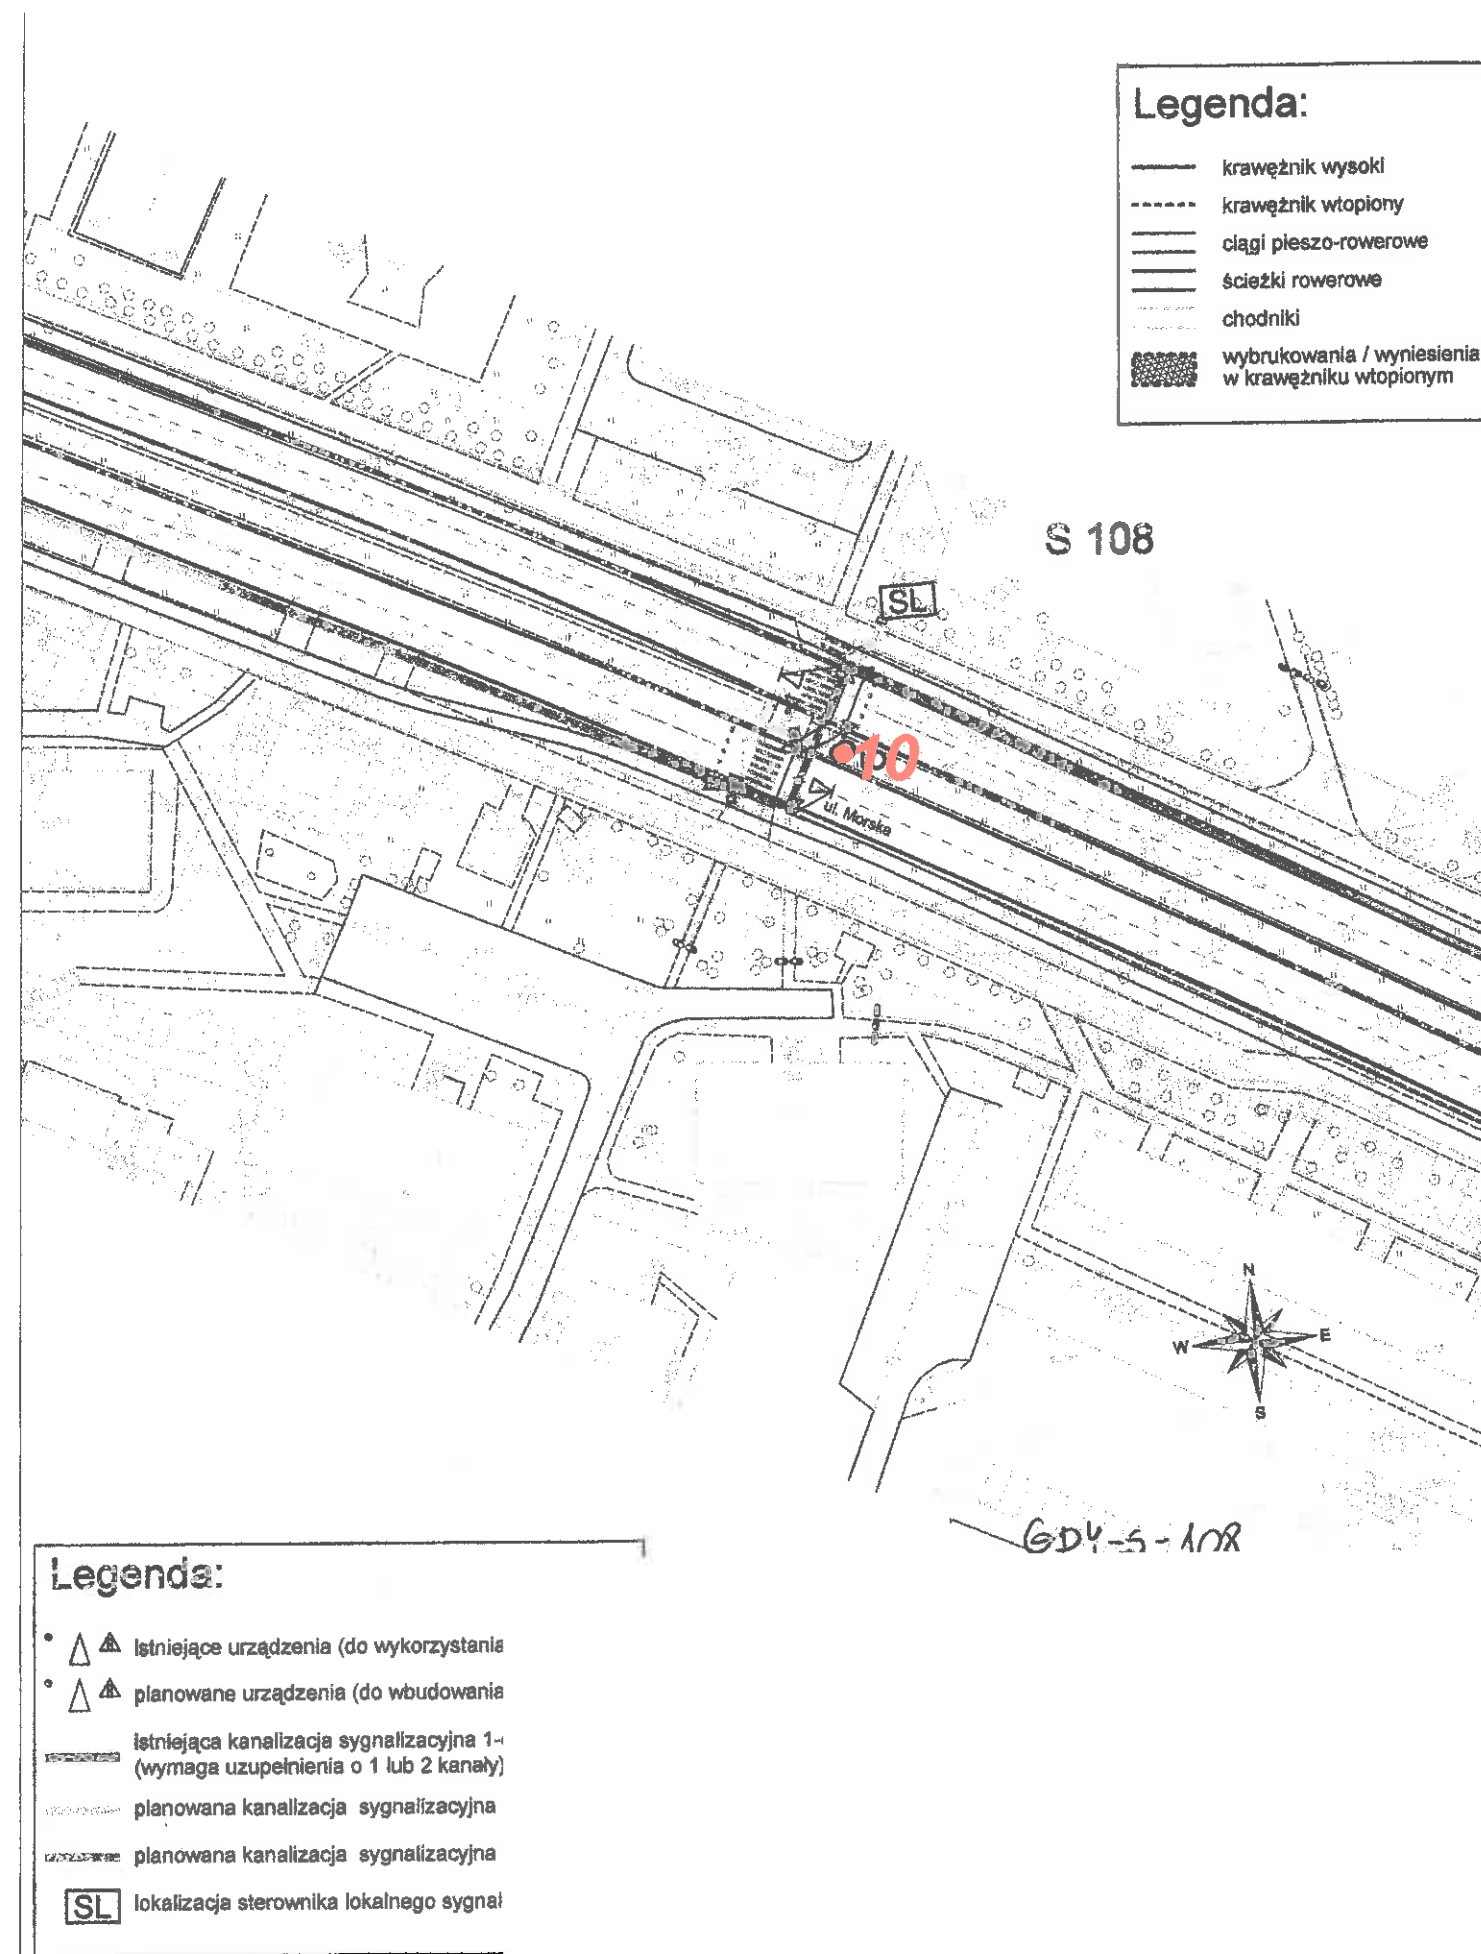 Legenda:
krawężnik wysoki
krawężnik wtopiony
ciągi pieszo-rowerowe
ścieżki rowerowe
chodniki
wybrukowania / wyniesienia
w krawężniku wtopionym
S 108
SL
10
ul. Morska
N
W E
S
GDY-S-108
Legenda:
istniejące urządzenia (do wykorzystania
planowane urządzenia (do wbudowania
istniejąca kanalizacja sygnalizacyjna 1-
(wymaga uzupełnienia o 1 lub 2 kanały)
planowana kanalizacja sygnalizacyjna
planowana kanalizacja sygnalizacyjna
SL lokalizacja sterownika lokalnego sygnal